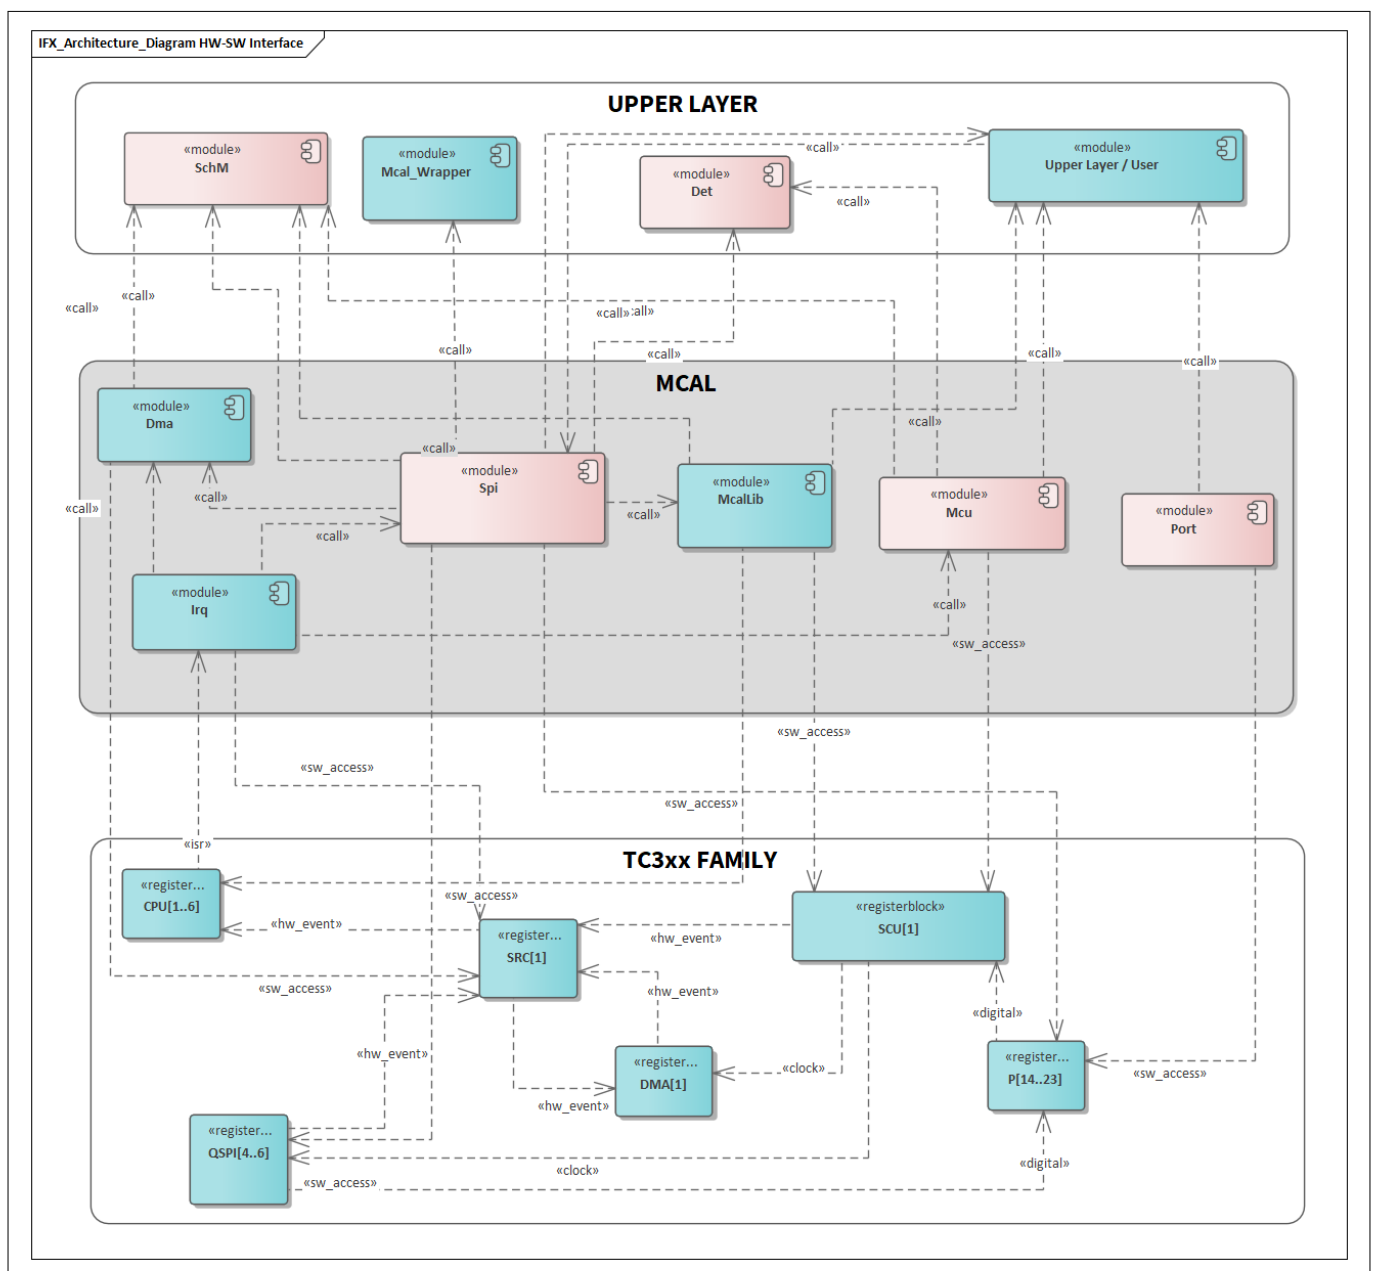 IFX_Architecture_Diagram HW-SW Interface
UPPER LAYER
«module»
SchM
«module»
Mcal_Wrapper
«module»
Det
«call»
«module»
Upper Layer / User
«call»
«call»
«call»
«call»
:all»
«call»
«call»
«call»
«call»
MCAL
«module»
Dma
«call»
«call»
«module»
Spi
«module»
McalLib
«module»
Mcu
«module»
Port
«call»
«call»
«call»
«call»
«module»
Irq
«call»
«sw_access»
«sw_access»
«sw_access»
«sw_access»
«isr»
TC3xx FAMILY
«register...
CPU[1..6]
«sw_access»
«hw_event»
«register...
SRC[1]
«registerblock»
SCU[1]
«hw_event»
«sw_access»
«hw_event»
«digital»
«hw_event»
«register...
DMA[1]
«clock»
«register...
P[14..23]
«sw_access»
«hw_event»
«register...
QSPI[4..6]
«clock»
«digital»
«sw_access»